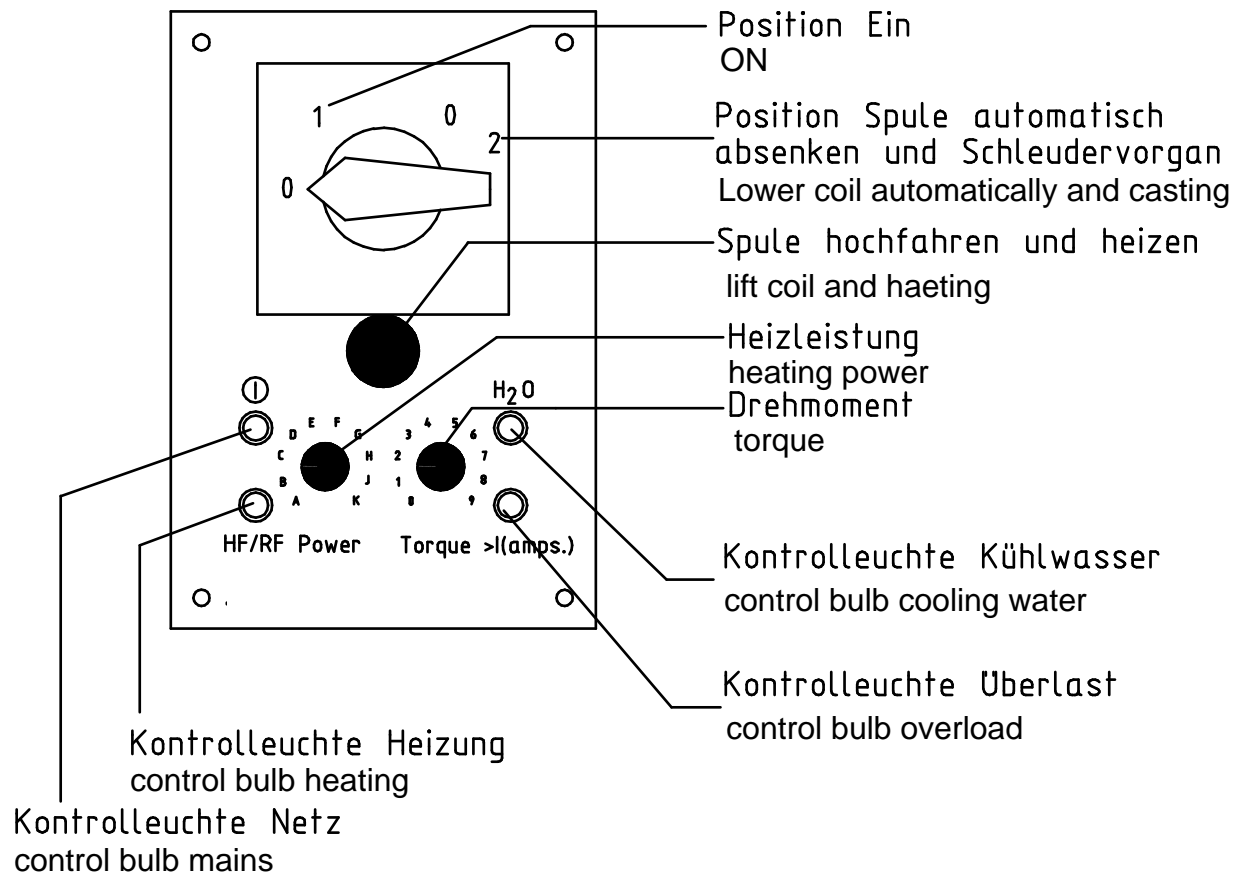 Position Ein
ON
1
0
2
0
Position Spule automatisch
absenken und Schleudervorgan
Lower coil automatically and casting
Spule hochfahren und heizen
lift coil and haeting
Heizleistung
heating power
Drehmoment
torque
H2O
A B C D E F G H J K
0 1 2 3 4 5 6 7 8 9
HF/RF Power
Torque >I(amps.)
Kontrolleuchte Kühlwasser
control bulb cooling water
Kontrolleuchte Überlast
control bulb overload
Kontrolleuchte Heizung
control bulb heating
Kontrolleuchte Netz
control bulb mains